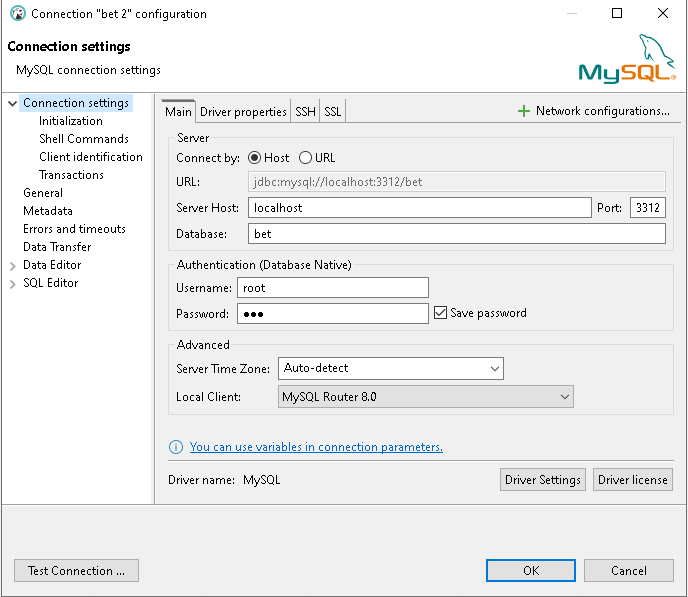 Connection "bet 2" configuration
Connection settings
MySQL connection settings
MySQL
Connection settings
Initialization
Shell Commands
Client identification
Transactions
General
Metadata
Errors and timeouts
Data Transfer
Data Editor
SQL Editor
Main Driver properties SSH SSL Network configurations...
Server
Connect by: Host URL
URL: jdbc:mysql://localhost:3312/bet
Server Host: localhost Port: 3312
Database: bet
Authentication (Database Native)
Username: root
Password: ●●● Save password
Advanced
Server Time Zone: Auto-detect
Local Client: MySQL Router 8.0
You can use variables in connection parameters.
Driver name: MySQL Driver Settings Driver license
Test Connection ... OK Cancel